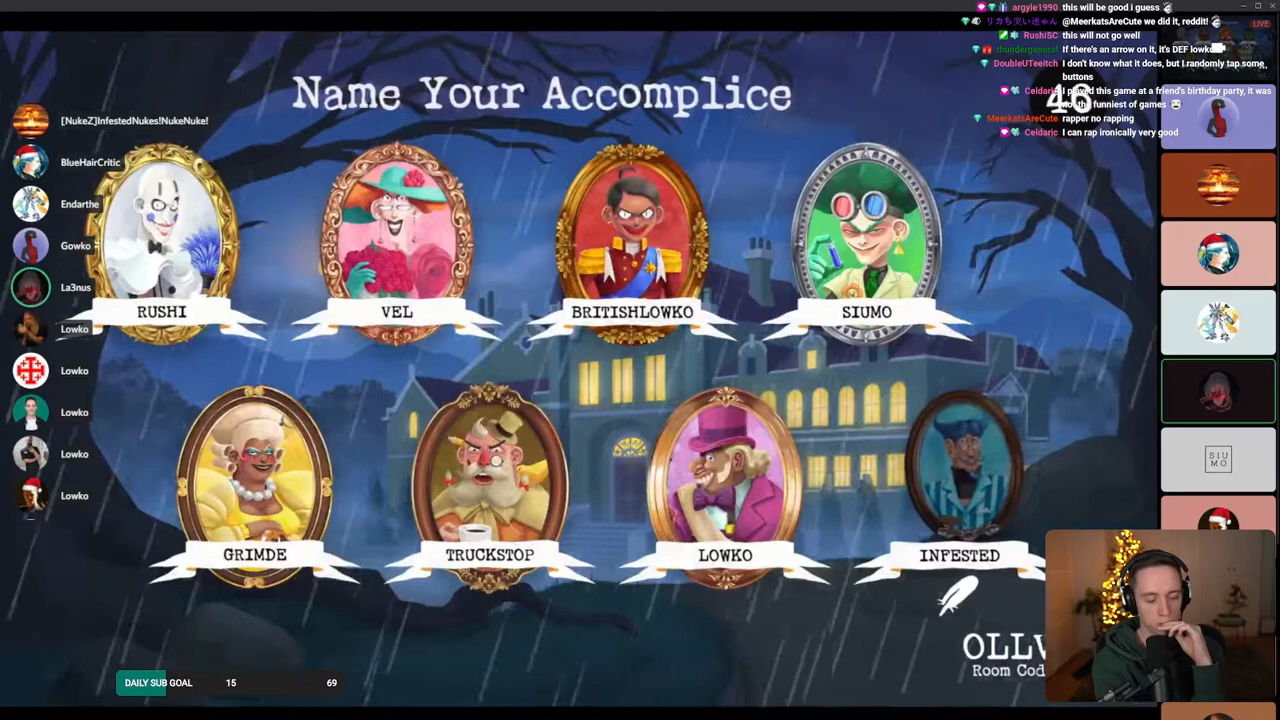 argyle1990 this will be good i guess
@MeerkatsAreCute we did it, reddit!
RushiSC this will not go well
thundergeneral If there's an arrow on it, it's DEF lowko
DoubleUTeeitch I don't know what it does, but I randomly tap some
buttons
Celdaric I played this game at a friend's birthday party, it was
not the funniest of games
MeerkatsAreCute rapper no rapping
Celdaric I can rap ironically very good
LIVE
Name Your Accomplice
[NukeZ]InfestedNukes!NukeNuke!
BlueHairCritic
Endarthe
Gowko
La3nus
Lowko
Lowko
Lowko
Lowko
Lowko
RUSHI
VEL
BRITISHLOWKO
SIUMO
GRIMDE
TRUCKSTOP
LOWKO
INFESTED
SIU
MO
OLL
Room Cod
DAILY SUB GOAL 15 69